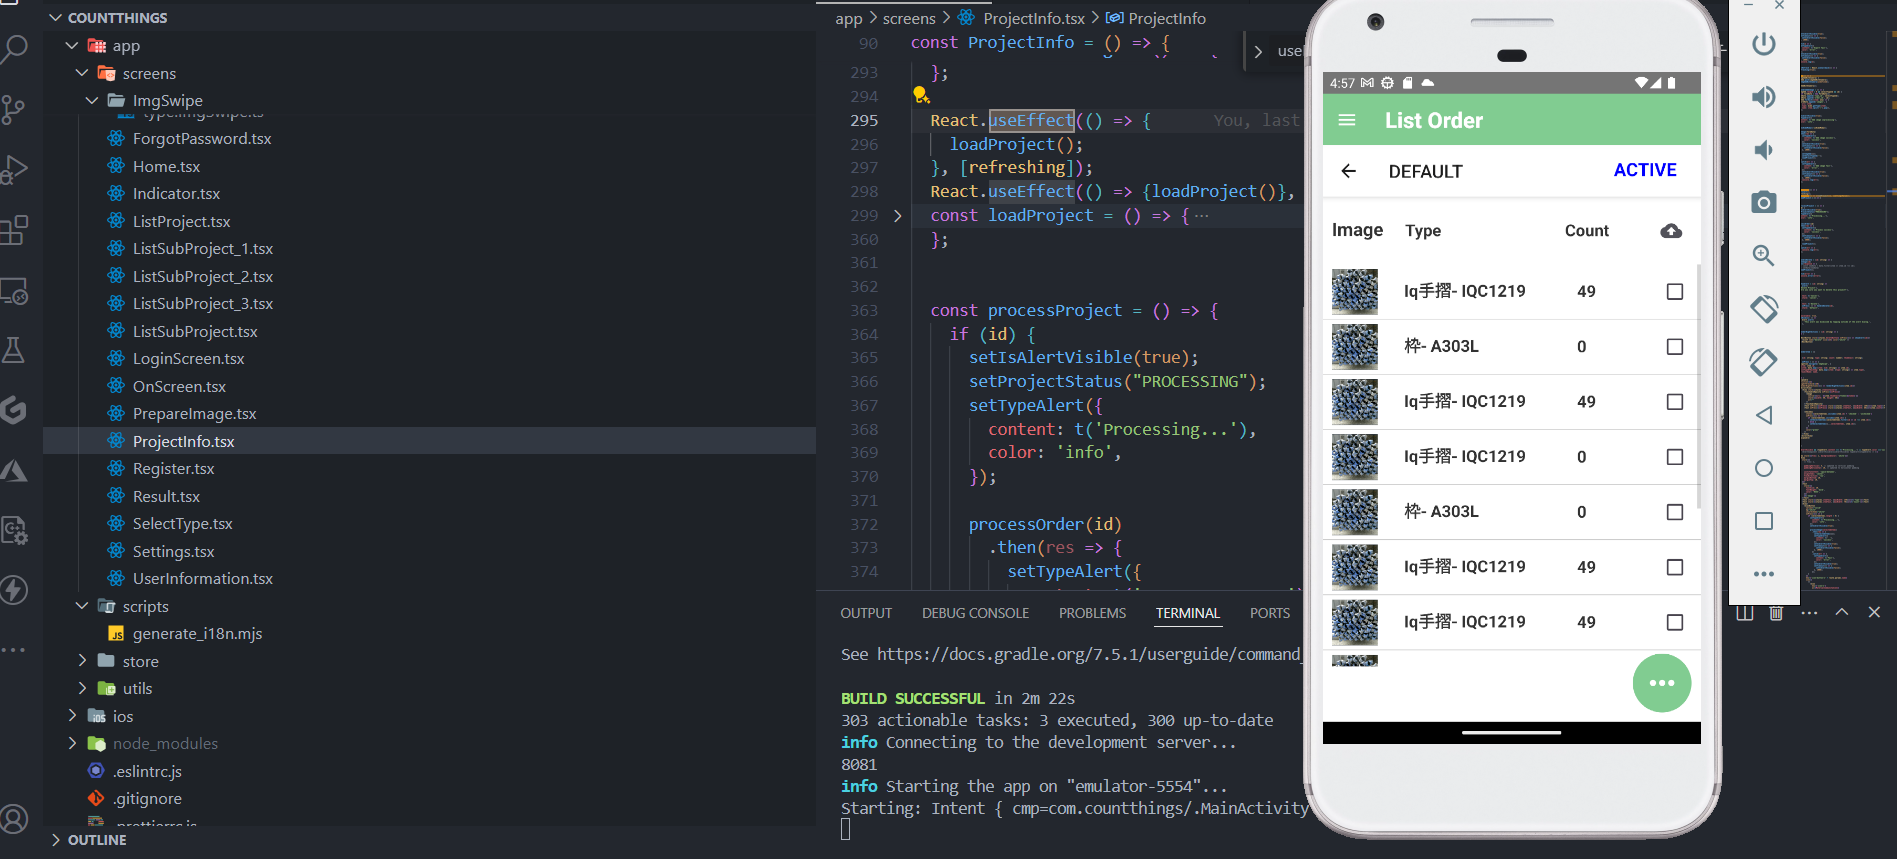 COUNTTHINGS
app
screens
ImgSwipe
type.ImgSwipe.ts
ForgotPassword.tsx
Home.tsx
Indicator.tsx
ListProject.tsx
ListSubProject_1.tsx
ListSubProject_2.tsx
ListSubProject_3.tsx
ListSubProject.tsx
LoginScreen.tsx
OnScreen.tsx
PrepareImage.tsx
ProjectInfo.tsx
Register.tsx
Result.tsx
SelectType.tsx
Settings.tsx
UserInformation.tsx
scripts
JS generate_i18n.mjs
store
utils
ios
node_modules
.eslintrc.js
.gitignore
.prettierrc.js
OUTLINE
app > screens > ProjectInfo.tsx > ProjectInfo
90 const ProjectInfo = () => {
use
293 };
294
295 React.useEffect(() => { You, last
296 loadProject();
297 }, [refreshing]);
298 React.useEffect(() => {loadProject()},
299 const loadProject = () => { ...
360 };
361
362
363 const processProject = () => {
364 if (id) {
365 setIsAlertVisible(true);
366 setProjectStatus("PROCESSING");
367 setTypeAlert({
368 content: t('Processing...'),
369 color: 'info',
370 });
371
372 processOrder(id)
373 .then(res => {
374 setTypeAlert({
OUTPUT DEBUG CONSOLE PROBLEMS TERMINAL PORTS
See https://docs.gradle.org/7.5.1/userguide/command_
BUILD SUCCESSFUL in 2m 22s
303 actionable tasks: 3 executed, 300 up-to-date
info Connecting to the development server...
8081
info Starting the app on "emulator-5554"...
Starting: Intent { cmp=com.countthings/.MainActivity
4:57
List Order
DEFAULT ACTIVE
Image Type Count
Iq手摺- IQC1219 49
枠- A303L 0
Iq手摺- IQC1219 49
Iq手摺- IQC1219 0
枠- A303L 0
Iq手摺- IQC1219 49
Iq手摺- IQC1219 49